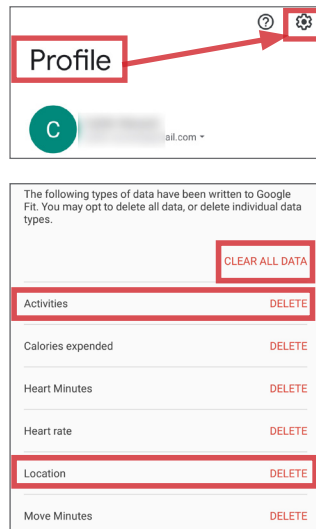 Profile
C
ail.com
The following types of data have been written to Google
Fit. You may opt to delete all data, or delete individual data
types.
CLEAR ALL DATA
Activities DELETE
Calories expended DELETE
Heart Minutes DELETE
Heart rate DELETE
Location DELETE
Move Minutes DELETE